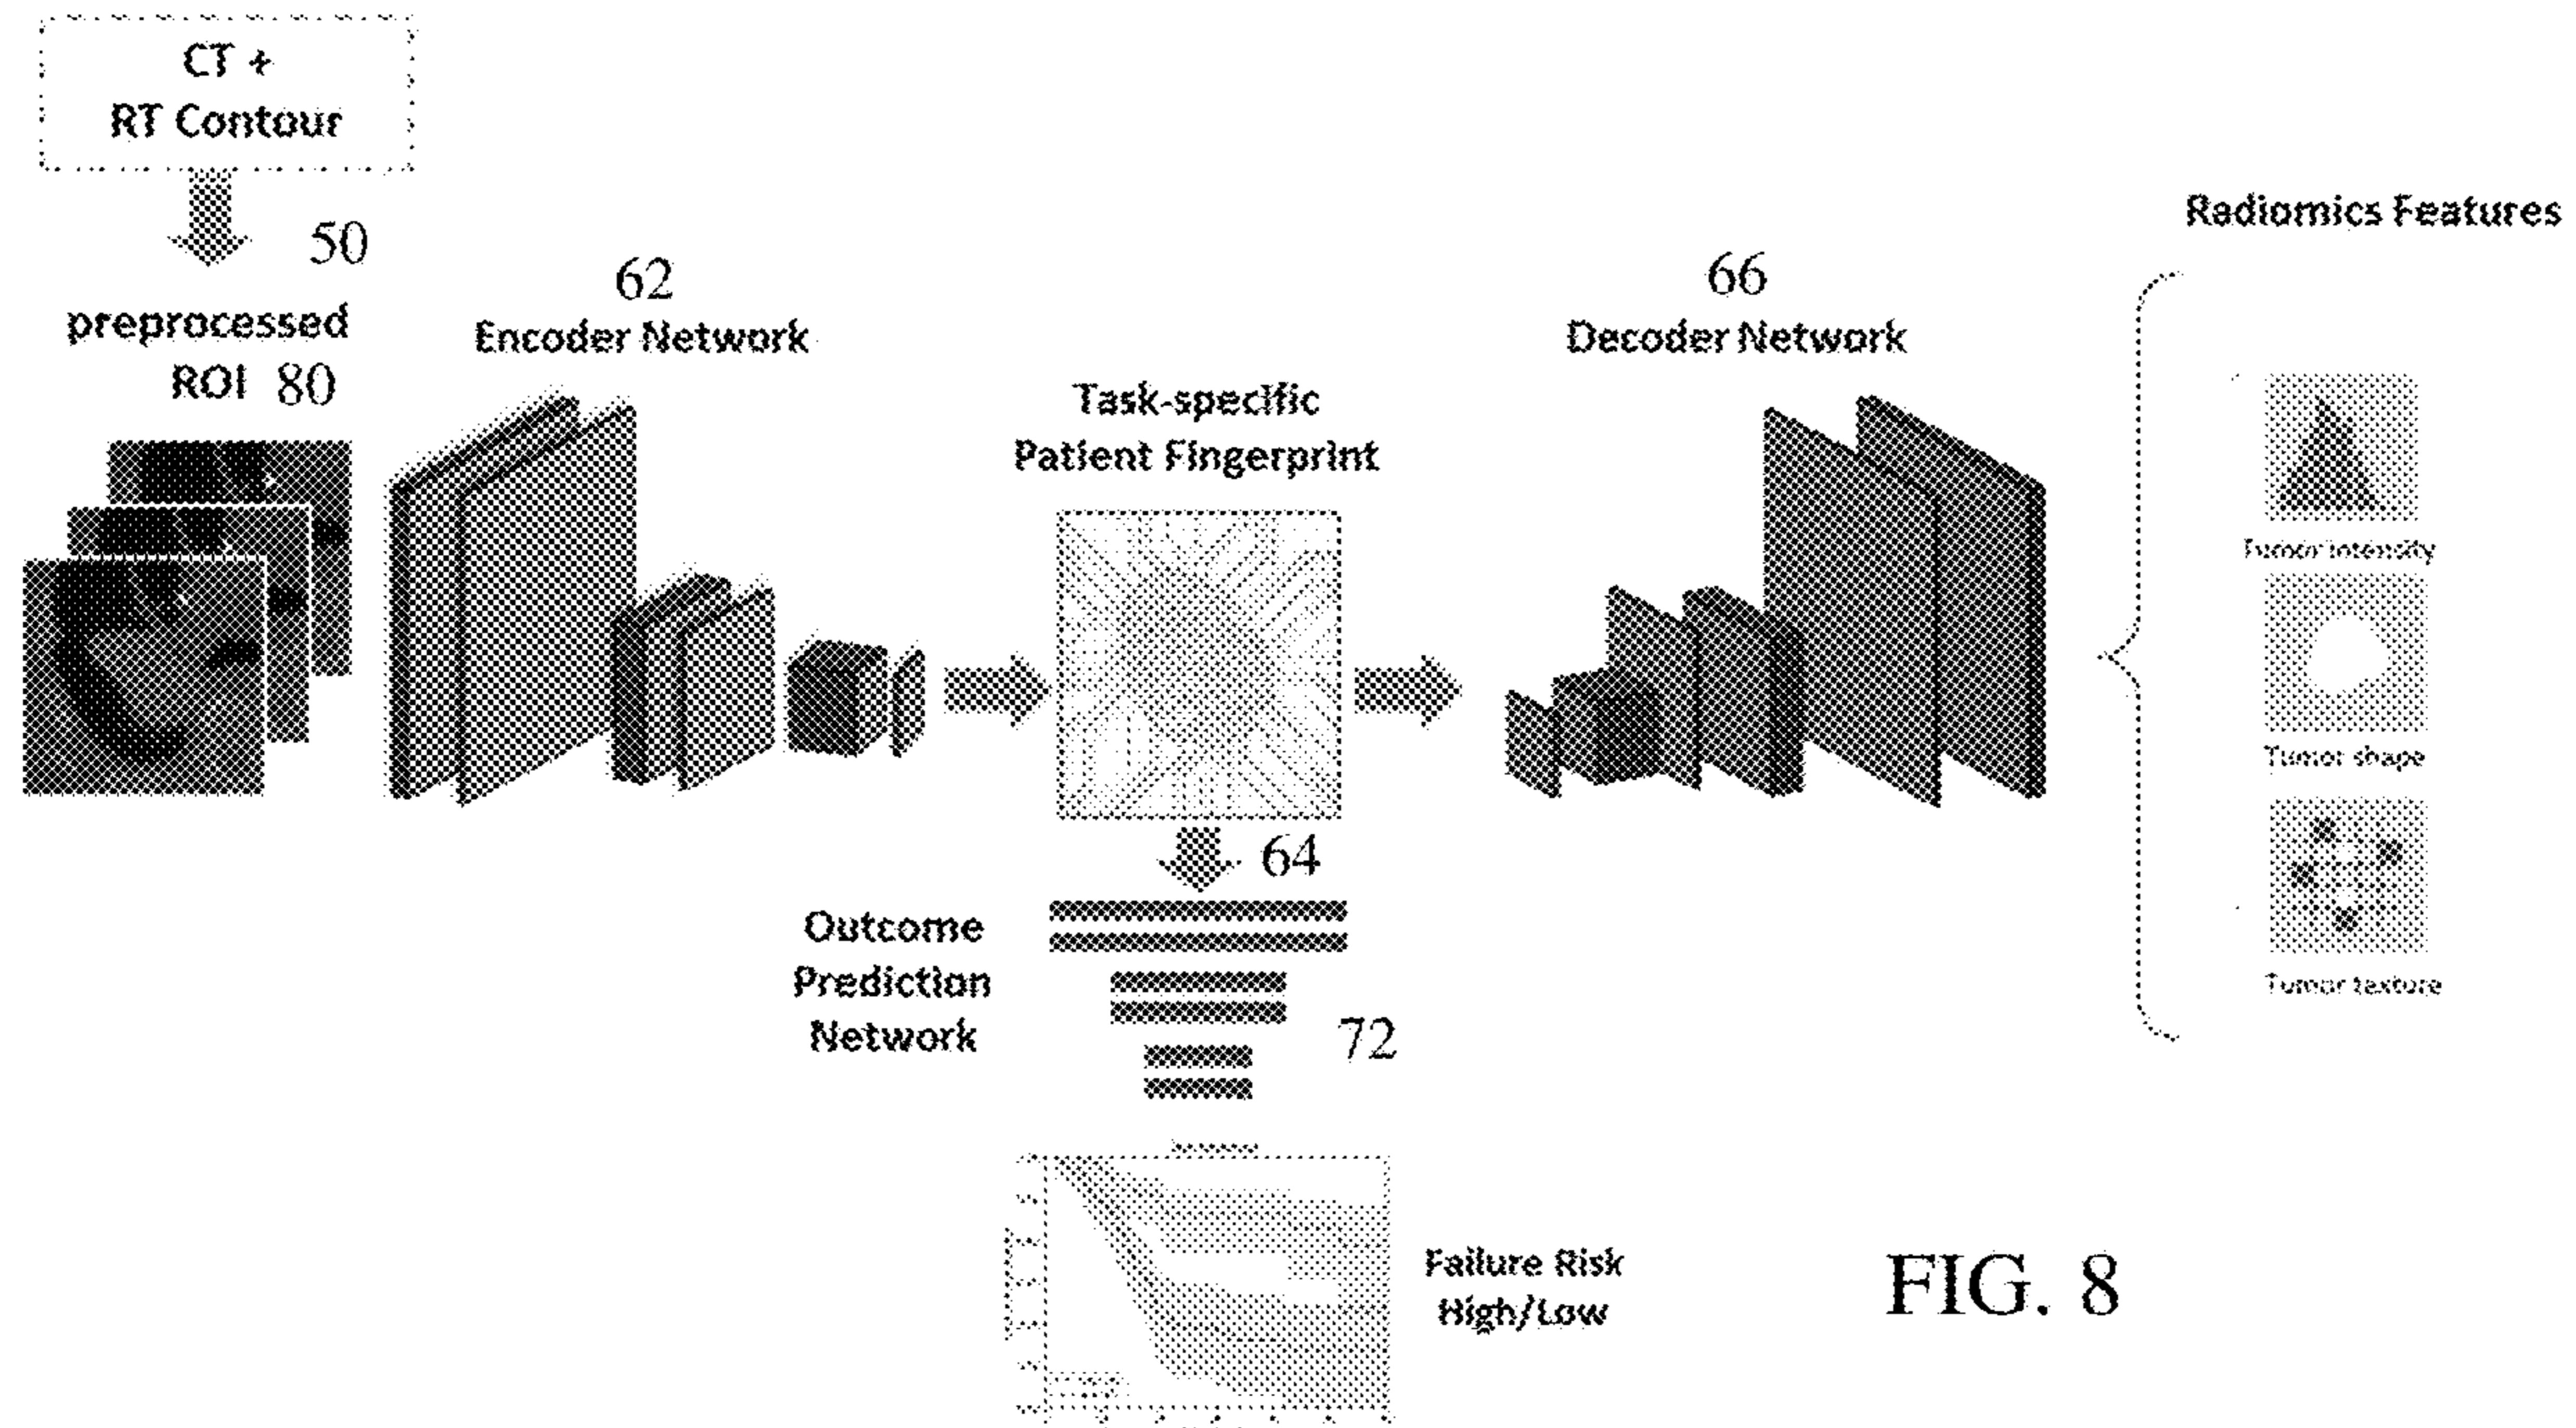 CT +
RT Contour
50
preprocessed
ROI 80
62
Encoder Network
Task-specific
Patient Fingerprint
66
Decoder Network
Radiomics Features
Tumor intensity
Tumor shape
Tumor texture
64
Outcome
Prediction
Network
72
Failure Risk
High/Low
FIG. 8